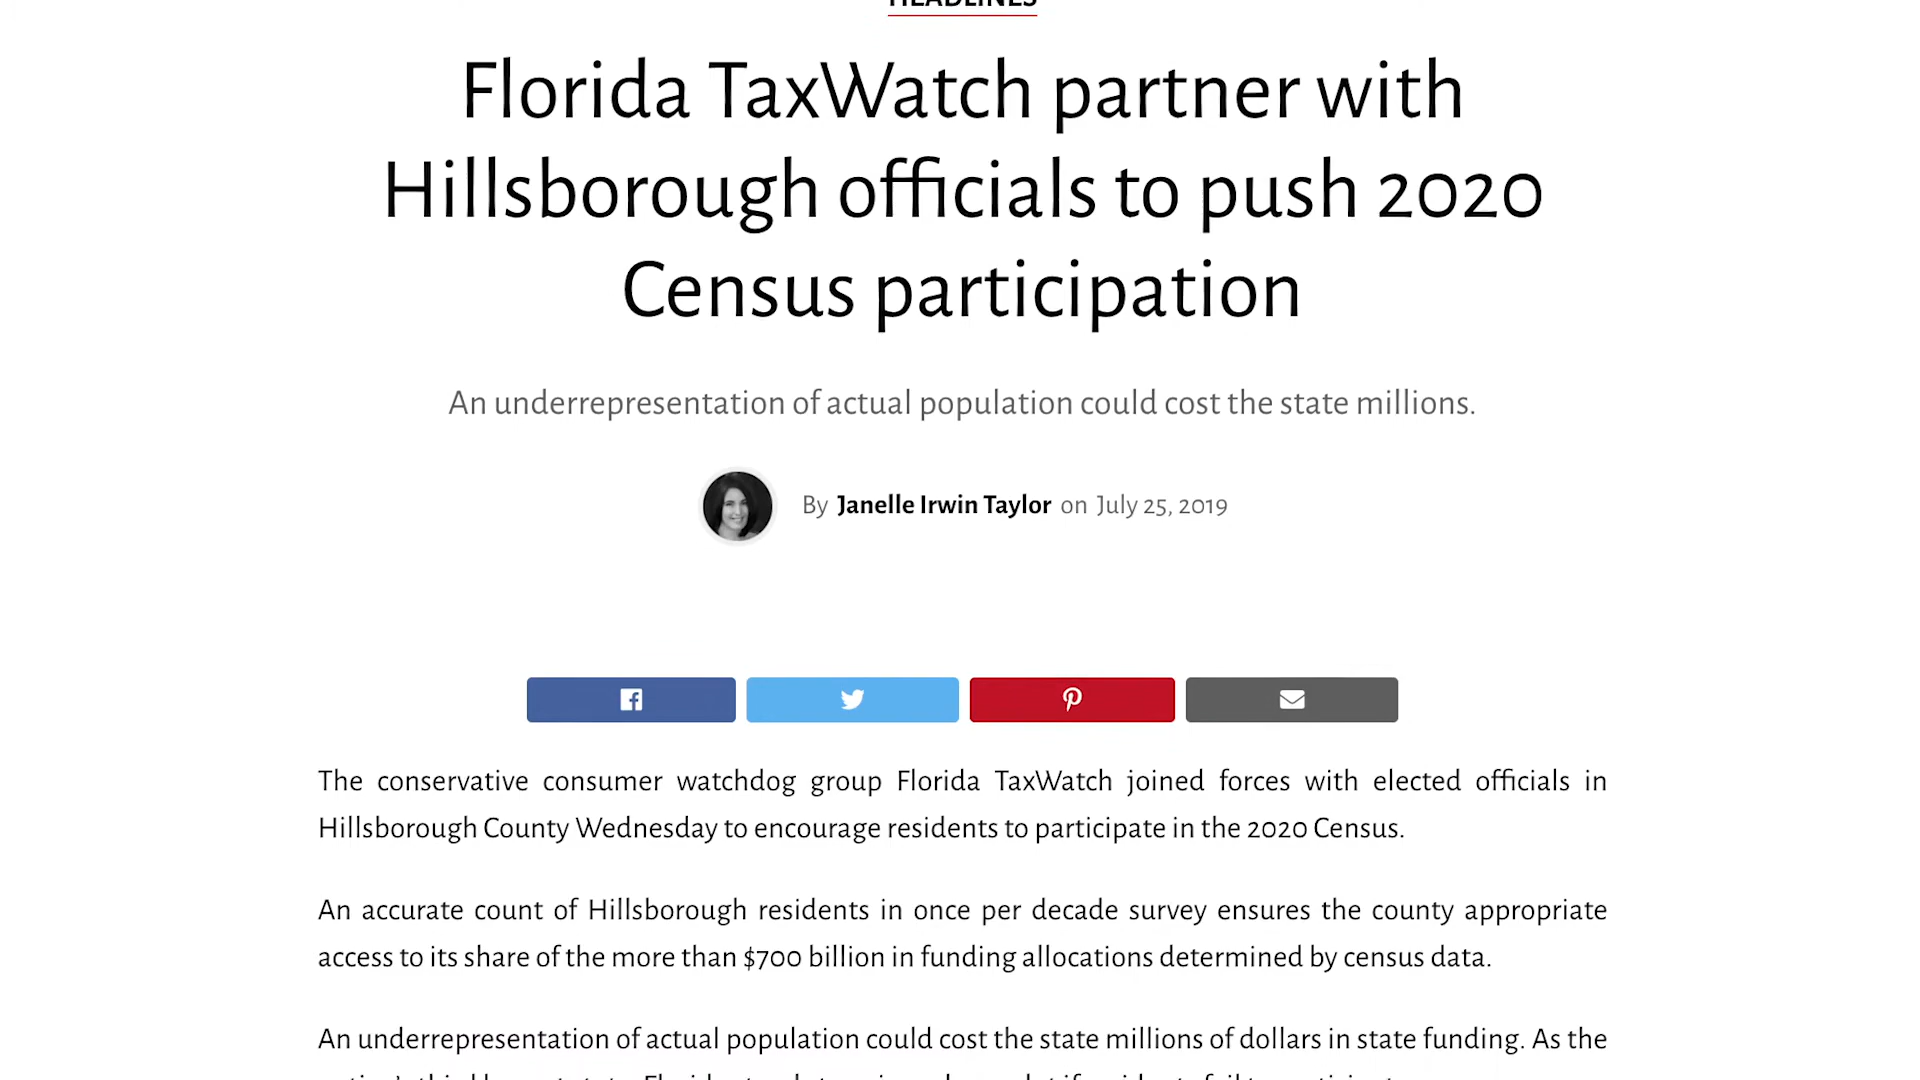 HEADLINES
Florida TaxWatch partner with
Hillsborough officials to push 2020
Census participation
An underrepresentation of actual population could cost the state millions.
By Janelle Irwin Taylor on July 25, 2019
The conservative consumer watchdog group Florida TaxWatch joined forces with elected officials in
Hillsborough County Wednesday to encourage residents to participate in the 2020 Census.
An accurate count of Hillsborough residents in once per decade survey ensures the county appropriate
access to its share of the more than $700 billion in funding allocations determined by census data.
An underrepresentation of actual population could cost the state millions of dollars in state funding. As the